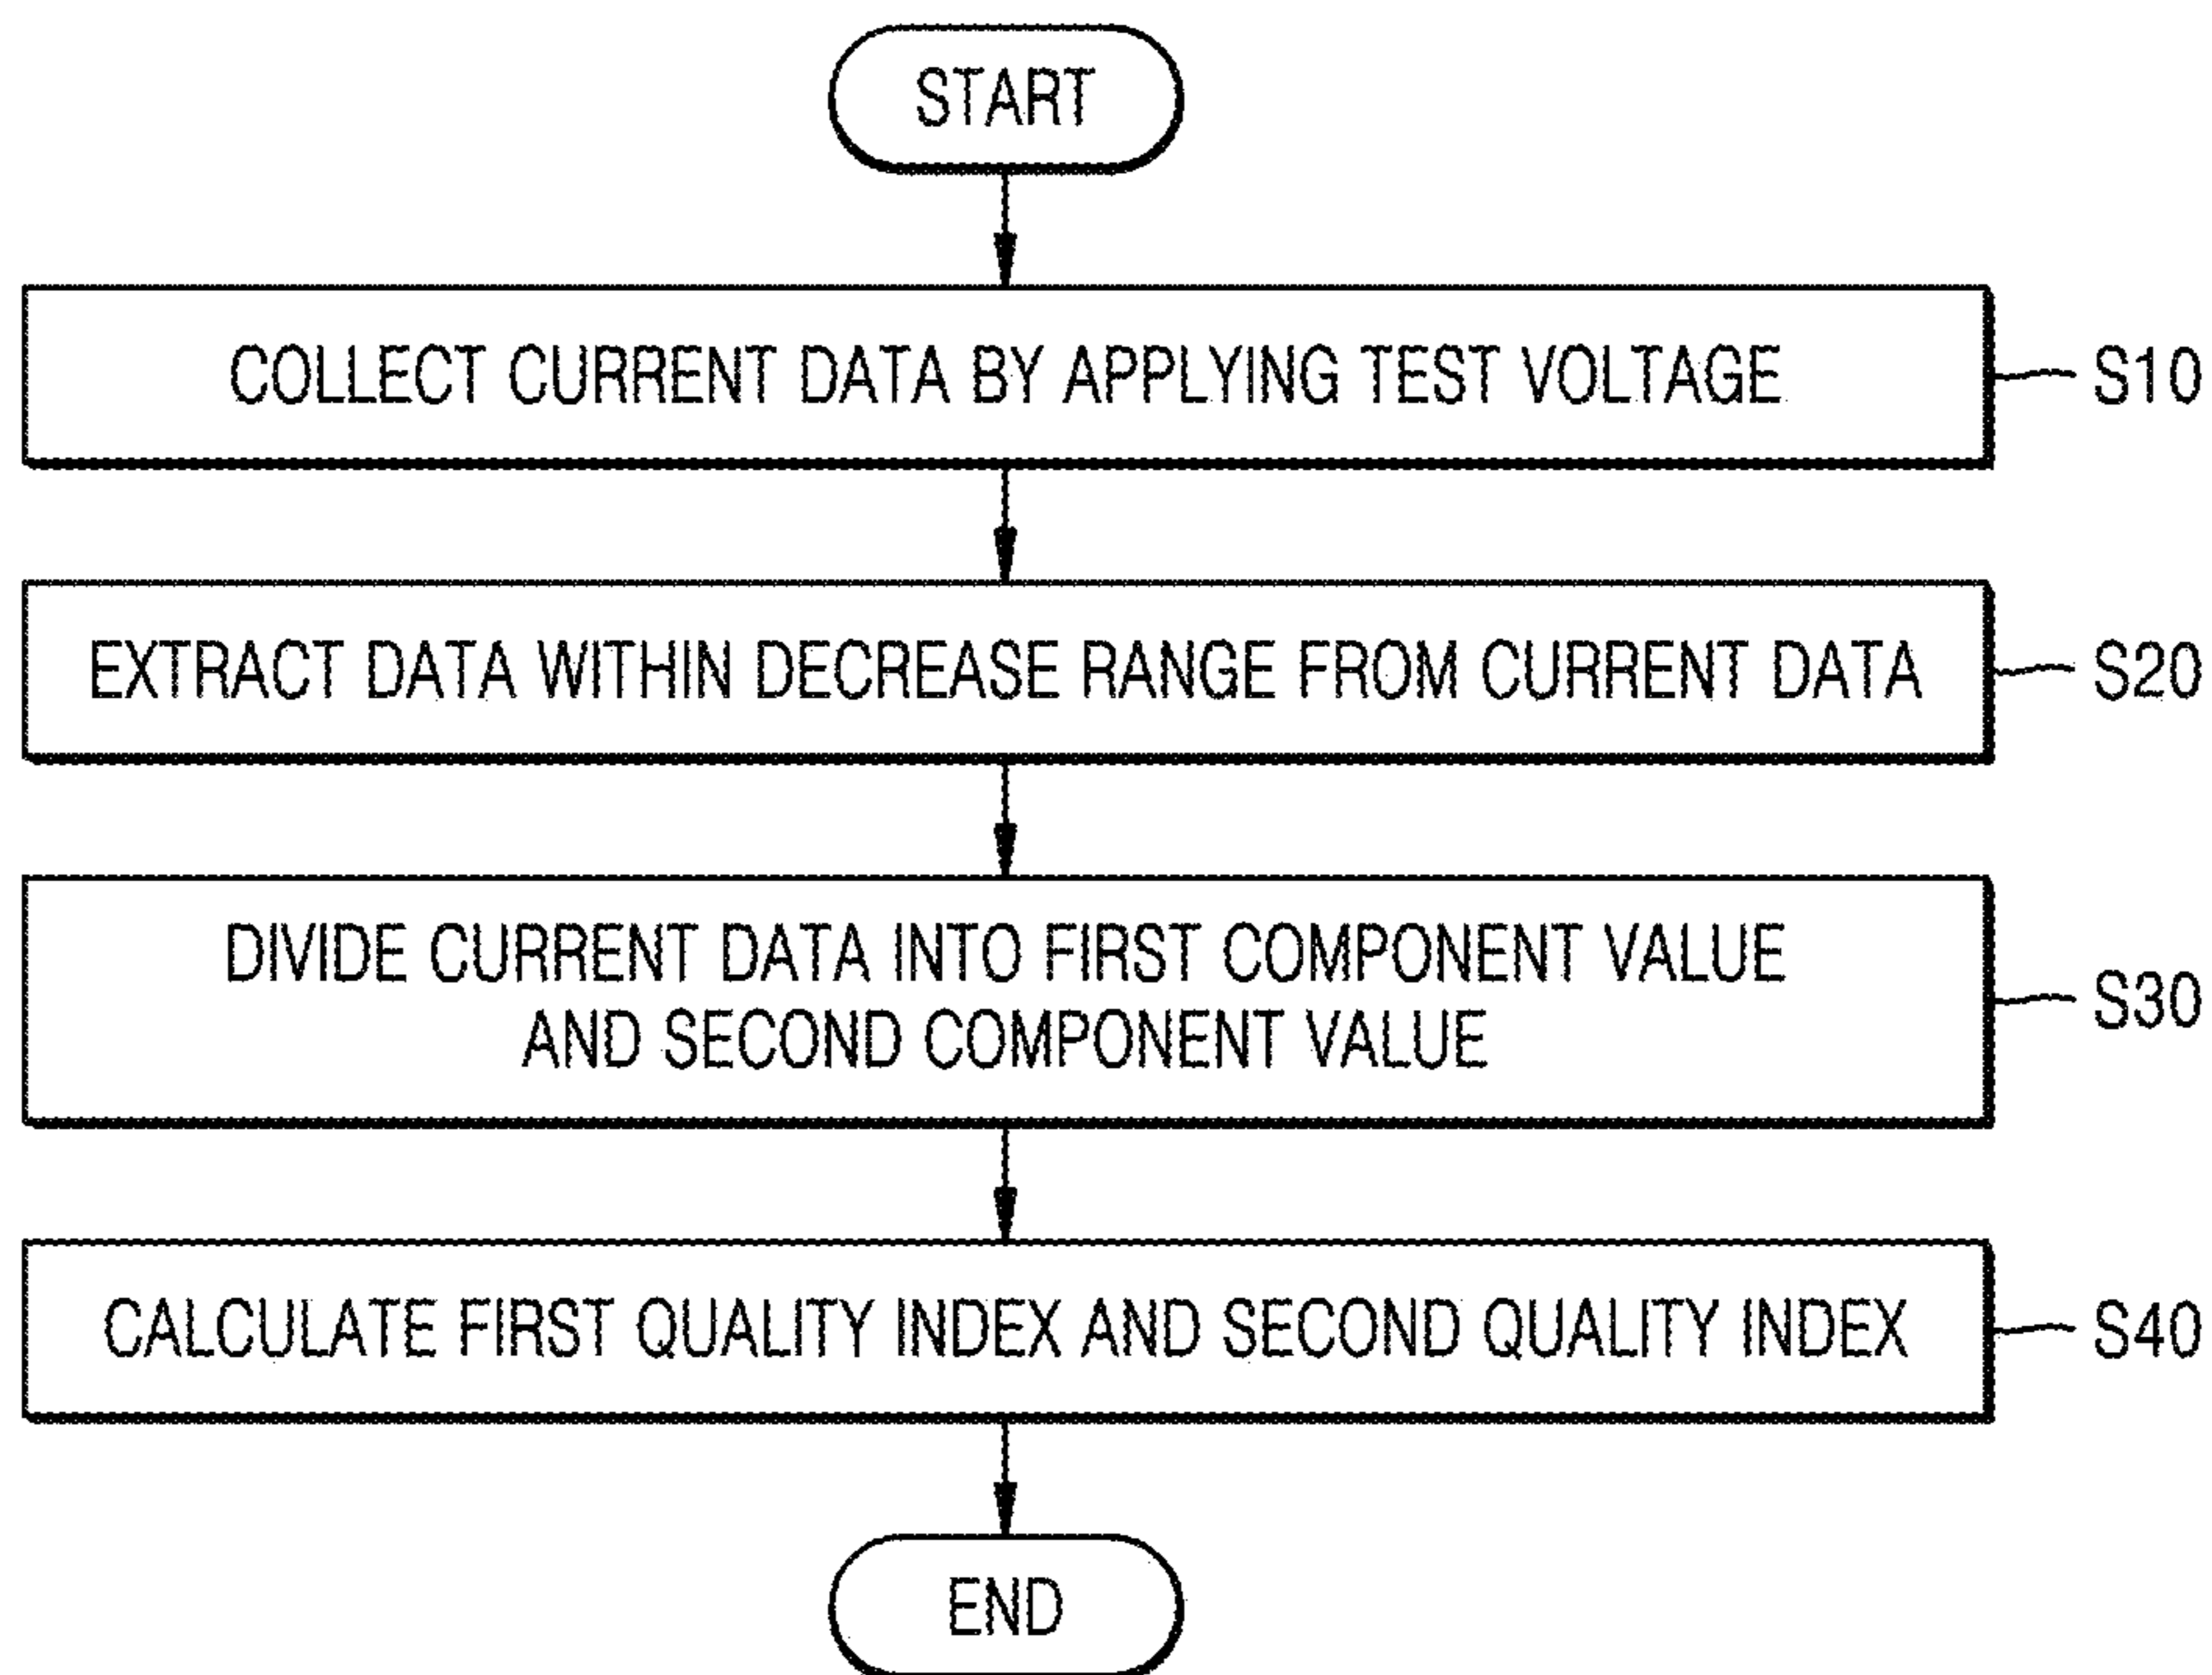 START
COLLECT CURRENT DATA BY APPLYING TEST VOLTAGE
S10
EXTRACT DATA WITHIN DECREASE RANGE FROM CURRENT DATA
S20
DIVIDE CURRENT DATA INTO FIRST COMPONENT VALUE
AND SECOND COMPONENT VALUE
S30
CALCULATE FIRST QUALITY INDEX AND SECOND QUALITY INDEX
S40
END